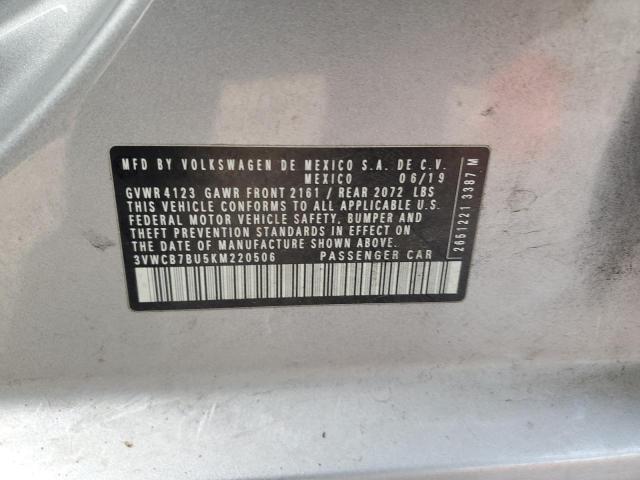 MFD BY VOLKSWAGEN DE MEXICO S.A. DE C.V.
MEXICO 06/19
GVWR 4123 GAWR FRONT 2161 / REAR 2072 LBS
THIS VEHICLE CONFORMS TO ALL APPLICABLE U.S.
FEDERAL MOTOR VEHICLE SAFETY, BUMPER AND
THEFT PREVENTION STANDARDS IN EFFECT ON THE
DATE OF MANUFACTURE SHOWN ABOVE.
3VWCB7BU5KM220506 PASSENGER CAR
2651221 3387 M